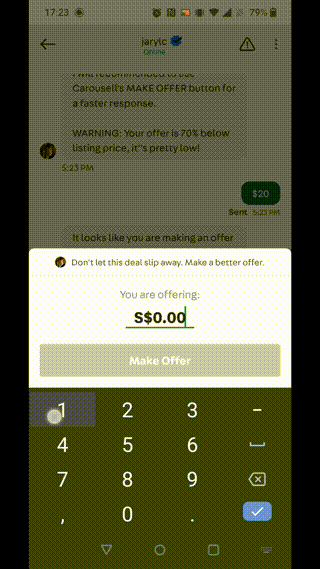 17:23
79%
jarylc
Online
I will recommended to use
Carousell's MAKE OFFER button for
a faster response.
WARNING: Your offer is 70% below
listing price, it"s pretty low!
5:23 PM
$20
Sent 5:23 PM
It looks like you are making an offer
Don't let this deal slip away. Make a better offer.
You are offering:
S$0.00
Make Offer
1 2 3 −
4 5 6
7 8 9
, 0 .